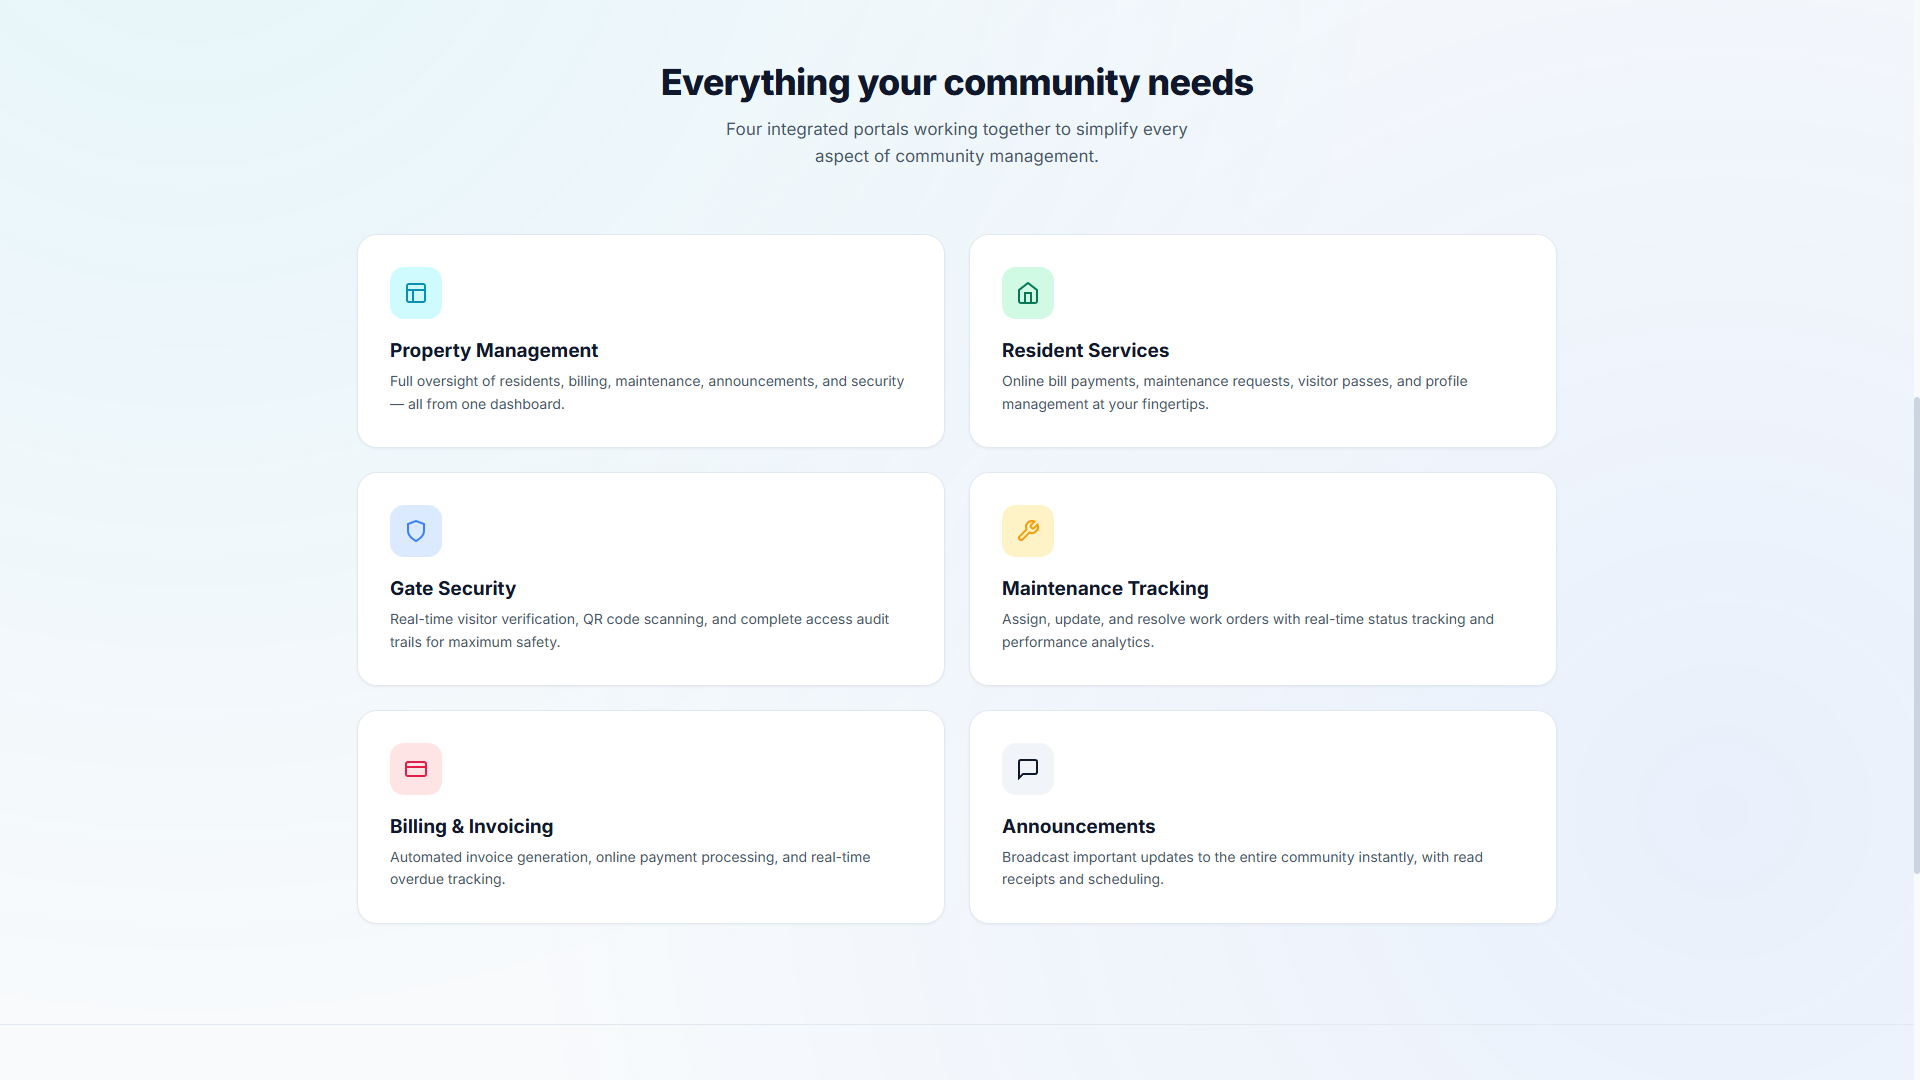 Everything your community needs
Four integrated portals working together to simplify every
aspect of community management.
Property Management
Full oversight of residents, billing, maintenance, announcements, and security
— all from one dashboard.
Resident Services
Online bill payments, maintenance requests, visitor passes, and profile
management at your fingertips.
Gate Security
Real-time visitor verification, QR code scanning, and complete access audit
trails for maximum safety.
Maintenance Tracking
Assign, update, and resolve work orders with real-time status tracking and
performance analytics.
Billing & Invoicing
Automated invoice generation, online payment processing, and real-time
overdue tracking.
Announcements
Broadcast important updates to the entire community instantly, with read
receipts and scheduling.